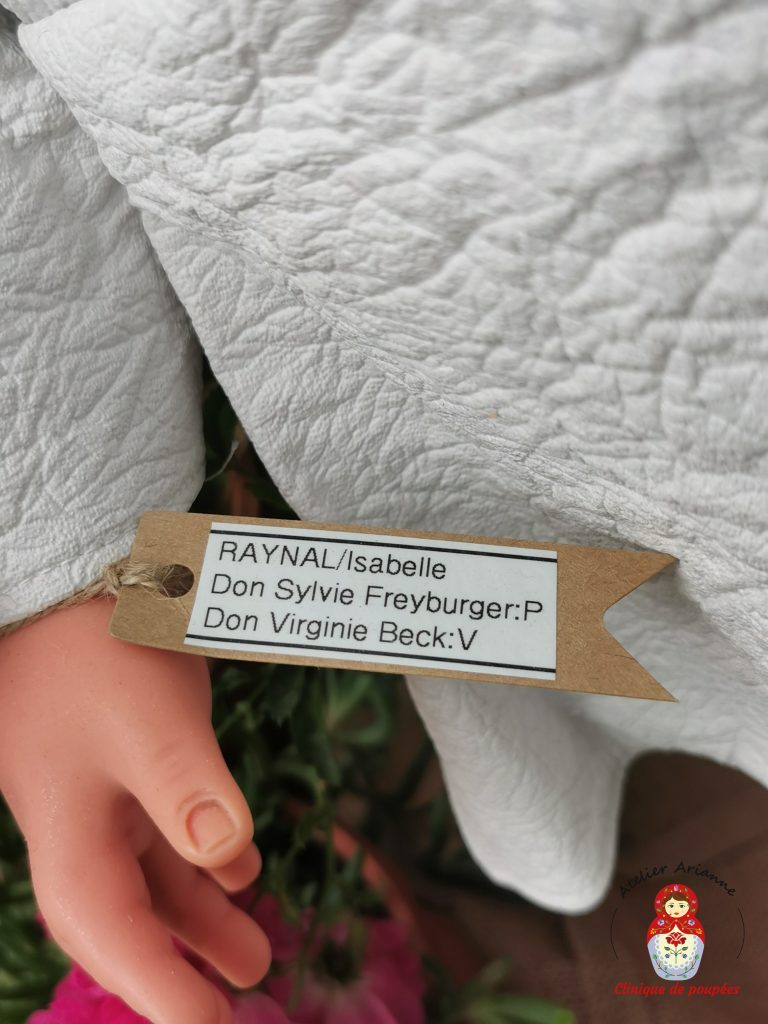 RAYNAL/Isabelle
Don Sylvie Freyburger:P
Don Virginie Beck:V
Atelier Arianne
Clinique de poupées